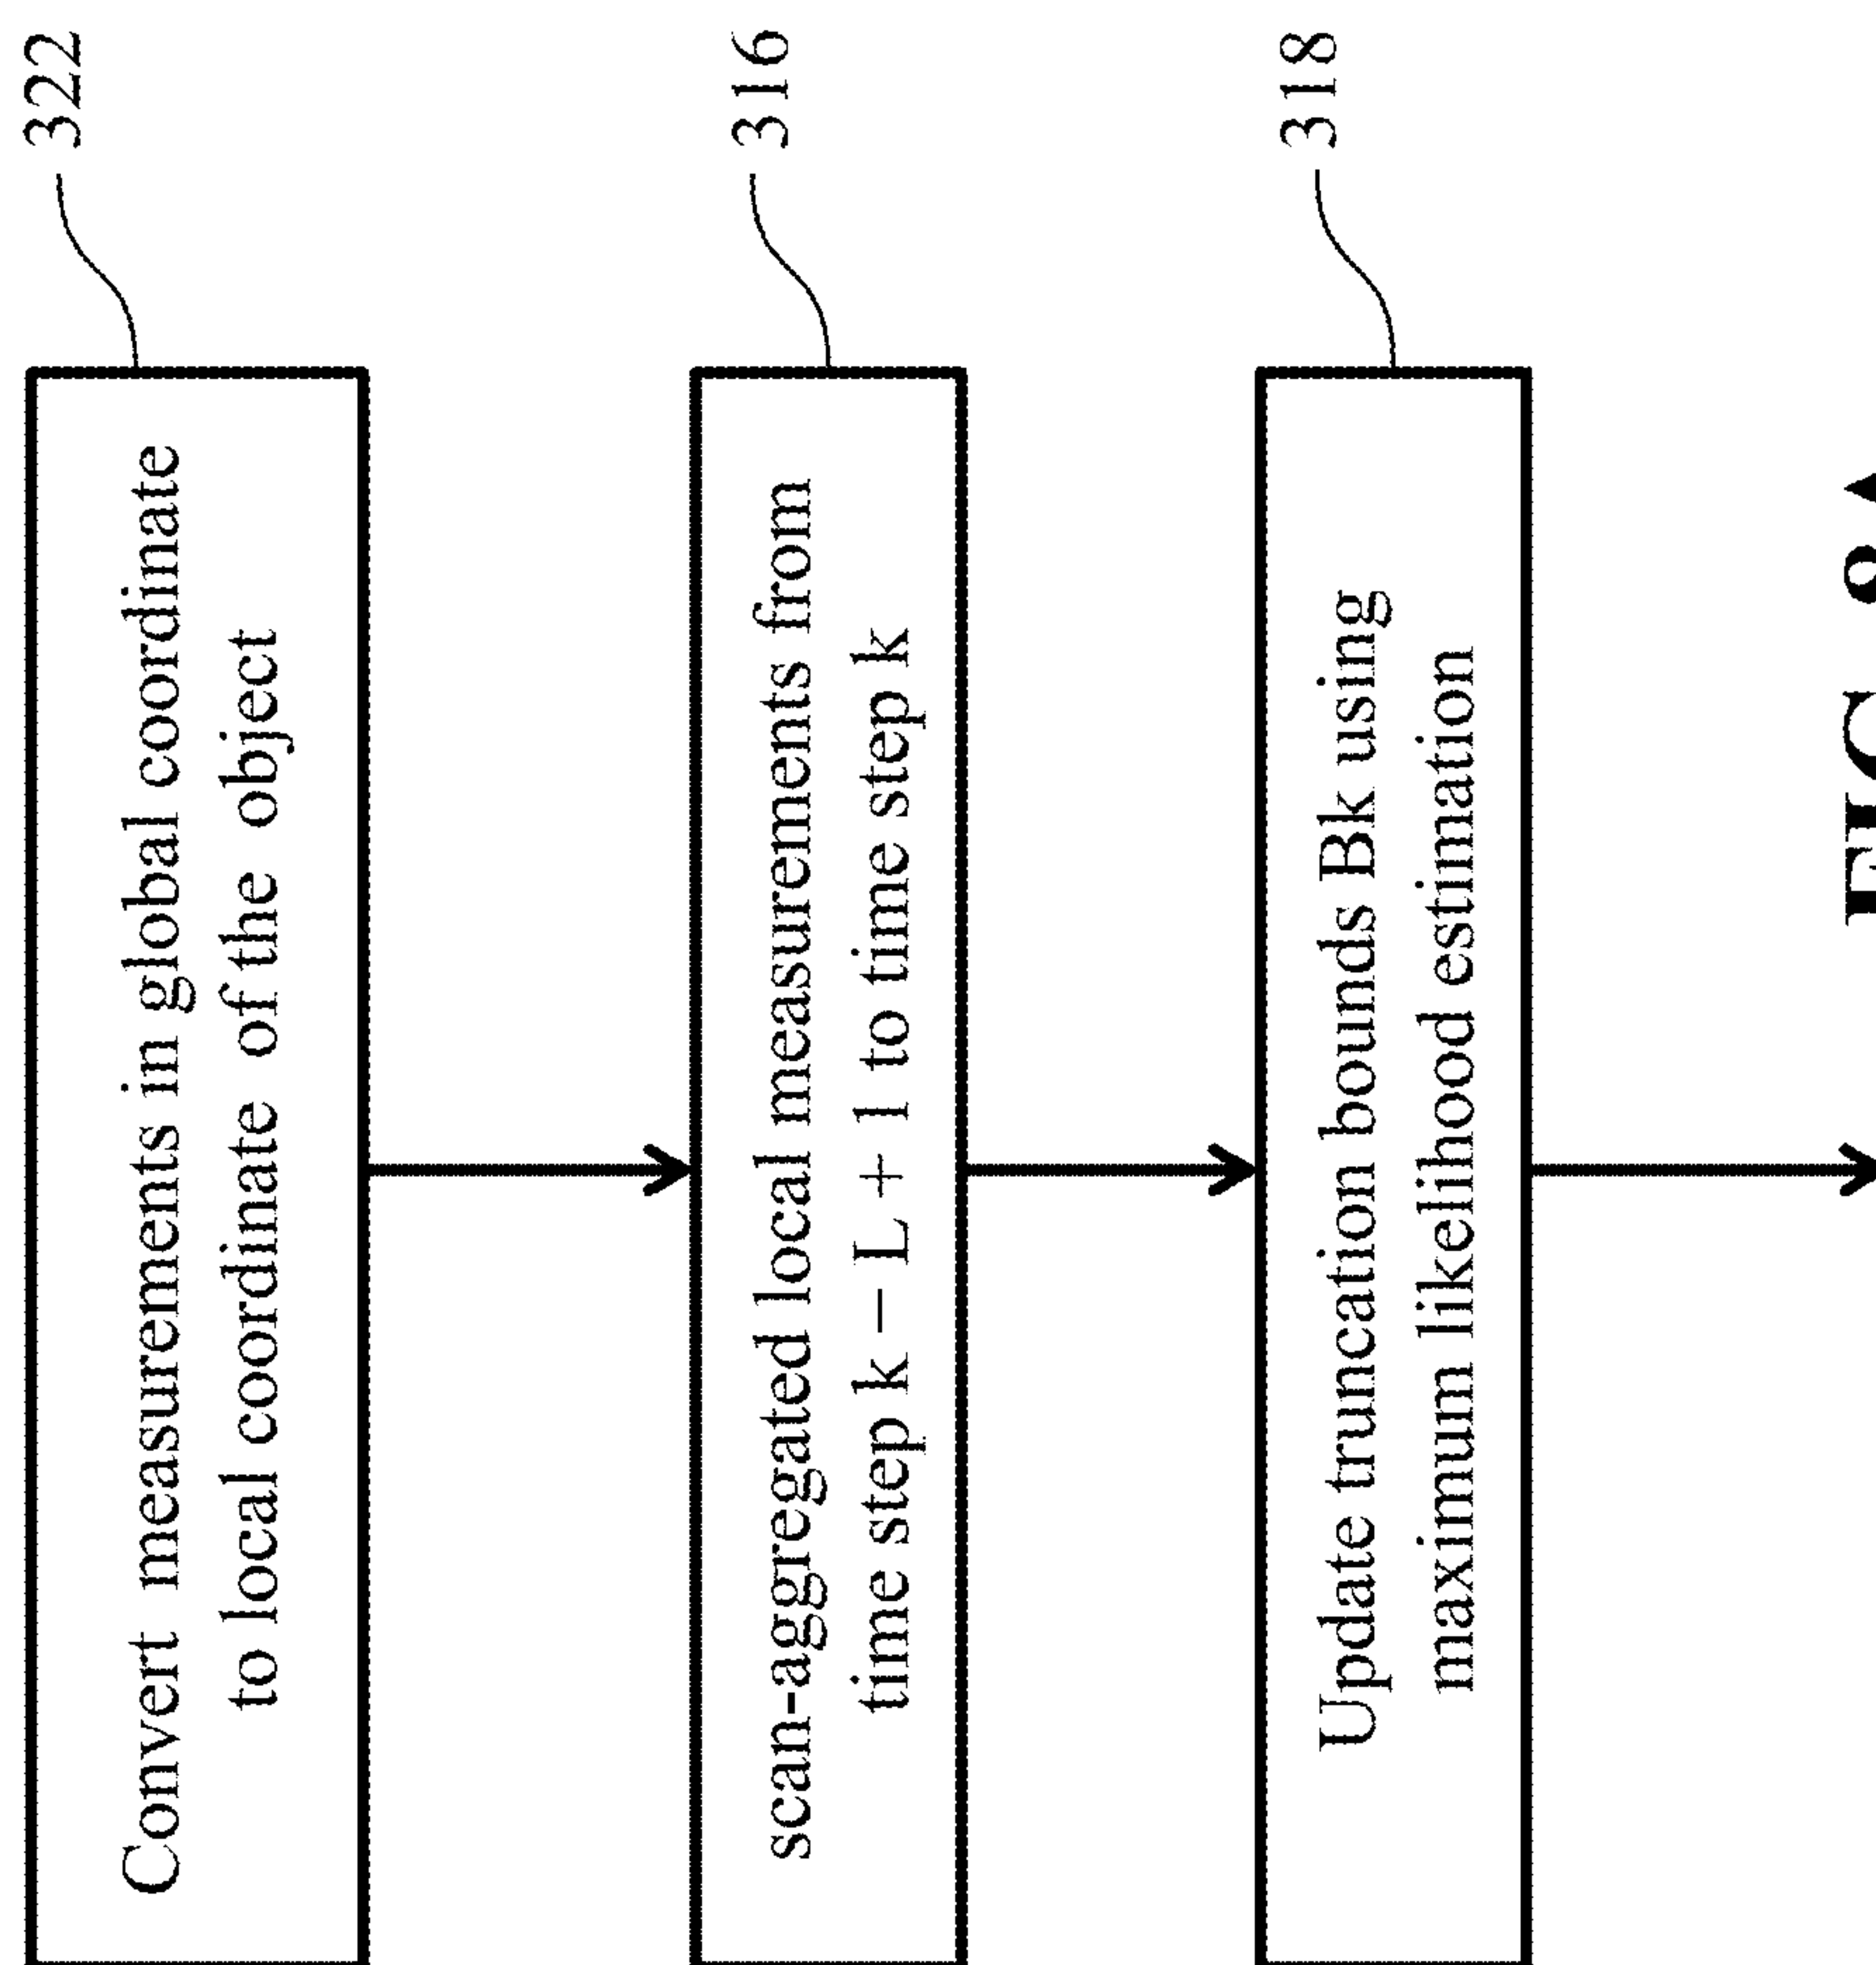 322
Convert measurements in global coordinate
to local coordinate of the object
316
scan-aggregated local measurements from
time step k – L + 1 to time step k
318
Update truncation bounds Bk using
maximum likelihood estimation